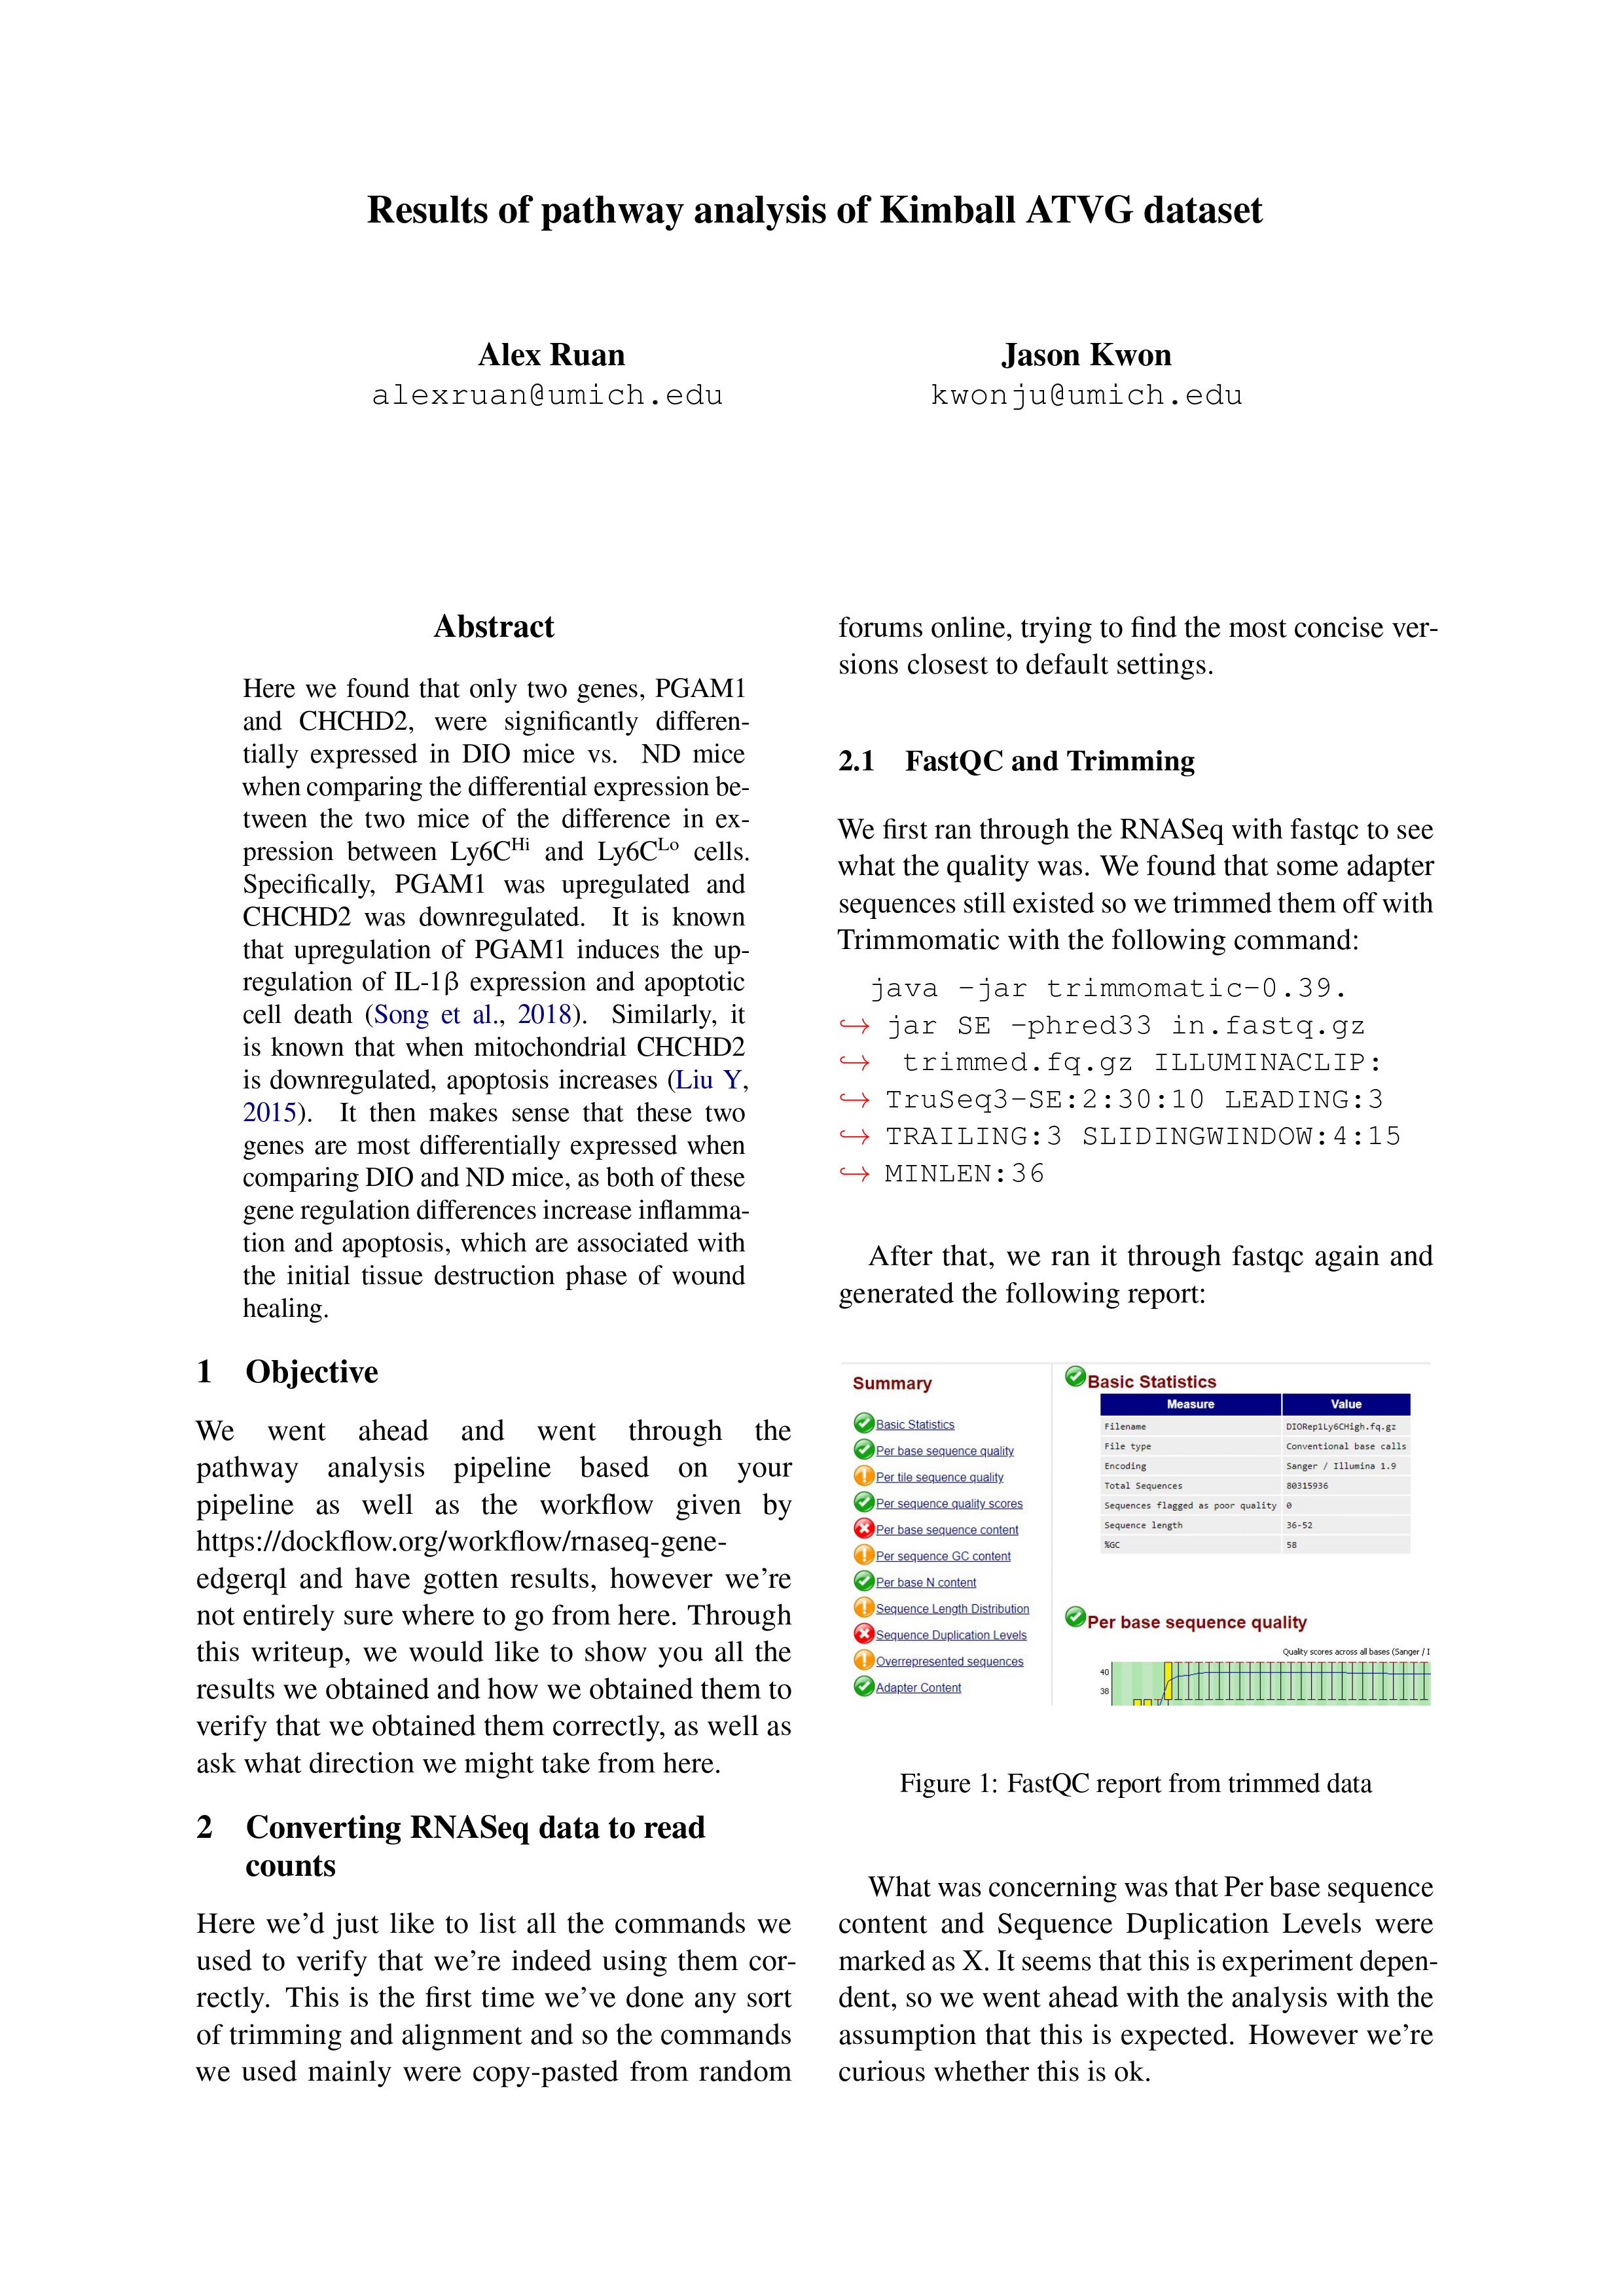 Results of pathway analysis of Kimball ATVG dataset
Alex Ruan
alexruan@umich.edu
Jason Kwon
kwonju@umich.edu
Abstract
Here we found that only two genes, PGAM1
and CHCHD2, were significantly differen-
tially expressed in DIO mice vs. ND mice
when comparing the differential expression be-
tween the two mice of the difference in ex-
pression between Ly6CHi and Ly6CLo cells.
Specifically, PGAM1 was upregulated and
CHCHD2 was downregulated. It is known
that upregulation of PGAM1 induces the up-
regulation of IL-1β expression and apoptotic
cell death (Song et al., 2018). Similarly, it
is known that when mitochondrial CHCHD2
is downregulated, apoptosis increases (Liu Y,
2015). It then makes sense that these two
genes are most differentially expressed when
comparing DIO and ND mice, as both of these
gene regulation differences increase inflamma-
tion and apoptosis, which are associated with
the initial tissue destruction phase of wound
healing.
1 Objective
We went ahead and went through the
pathway analysis pipeline based on your
pipeline as well as the workflow given by
https://dockflow.org/workflow/rnaseq-gene-
edgerql and have gotten results, however we're
not entirely sure where to go from here. Through
this writeup, we would like to show you all the
results we obtained and how we obtained them to
verify that we obtained them correctly, as well as
ask what direction we might take from here.
2 Converting RNASeq data to read
counts
Here we'd just like to list all the commands we
used to verify that we're indeed using them cor-
rectly. This is the first time we've done any sort
of trimming and alignment and so the commands
we used mainly were copy-pasted from random
forums online, trying to find the most concise ver-
sions closest to default settings.
2.1 FastQC and Trimming
We first ran through the RNASeq with fastqc to see
what the quality was. We found that some adapter
sequences still existed so we trimmed them off with
Trimmomatic with the following command:
java -jar trimmomatic-0.39.
↪ jar SE -phred33 in.fastq.gz
↪ trimmed.fq.gz ILLUMINACLIP:
↪ TruSeq3-SE:2:30:10 LEADING:3
↪ TRAILING:3 SLIDINGWINDOW:4:15
↪ MINLEN:36
After that, we ran it through fastqc again and
generated the following report:
Summary
Basic Statistics
Per base sequence quality
Per tile sequence quality
Per sequence quality scores
Per base sequence content
Per sequence GC content
Per base N content
Sequence Length Distribution
Sequence Duplication Levels
Overrepresented sequences
Adapter Content
Basic Statistics
Measure Value
Filename DIORep1Ly6CHigh.fq.gz
File type Conventional base calls
Encoding Sanger / Illumina 1.9
Total Sequences 80315936
Sequences flagged as poor quality 0
Sequence length 36-52
%GC 58
Per base sequence quality
Quality scores across all bases (Sanger / I
40
38
Figure 1: FastQC report from trimmed data
What was concerning was that Per base sequence
content and Sequence Duplication Levels were
marked as X. It seems that this is experiment depen-
dent, so we went ahead with the analysis with the
assumption that this is expected. However we're
curious whether this is ok.